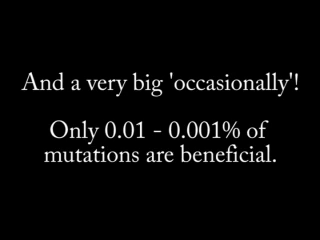 And a very big 'occasionally'!
Only 0.01 - 0.001% of
mutations are beneficial.